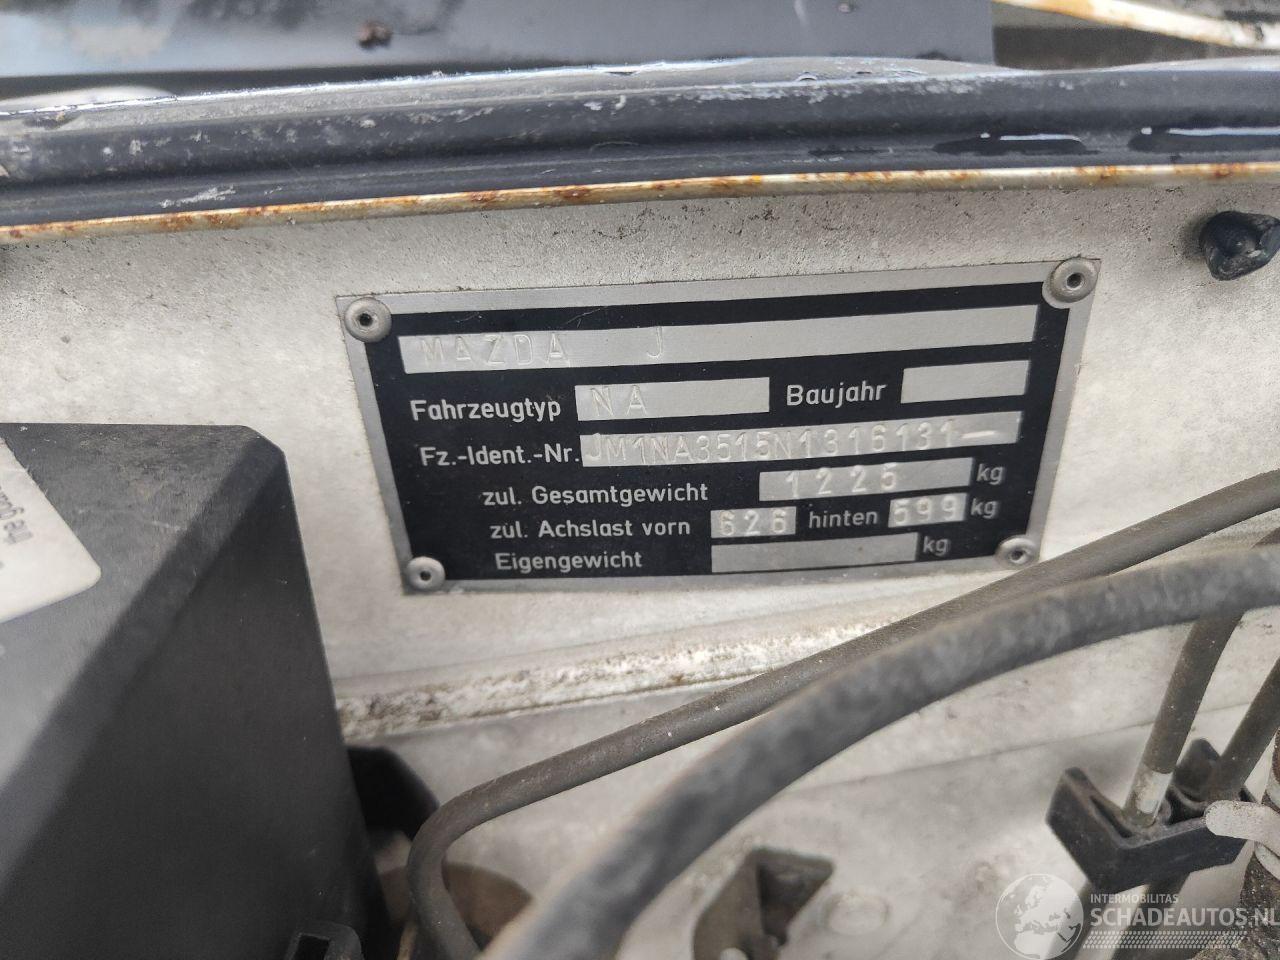 MAZDA J
Fahrzeugtyp NA Baujahr
Fz.-Ident.-Nr. JM1NA3515N1316131-
zul. Gesamtgewicht 1225 kg
zul. Achslast vorn 626 hinten 599 kg
Eigengewicht kg
INTERMOBILITAS
SCHADEAUTOS.NL